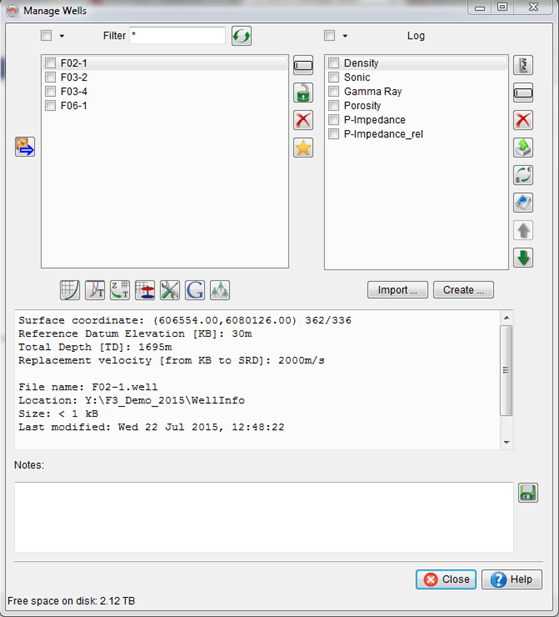 Manage Wells
Filter *
Log
F02-1
F03-2
F03-4
F06-1
Density
Sonic
Gamma Ray
Porosity
P-Impedance
P-Impedance_rel
Import ...
Create ...
Surface coordinate: (606554.00,6080126.00) 362/336
Reference Datum Elevation [KB]: 30m
Total Depth [TD]: 1695m
Replacement velocity [from KB to SRD]: 2000m/s
File name: F02-1.well
Location: Y:\F3_Demo_2015\WellInfo
Size: < 1 kB
Last modified: Wed 22 Jul 2015, 12:48:22
Notes:
Close
Help
Free space on disk: 2.12 TB